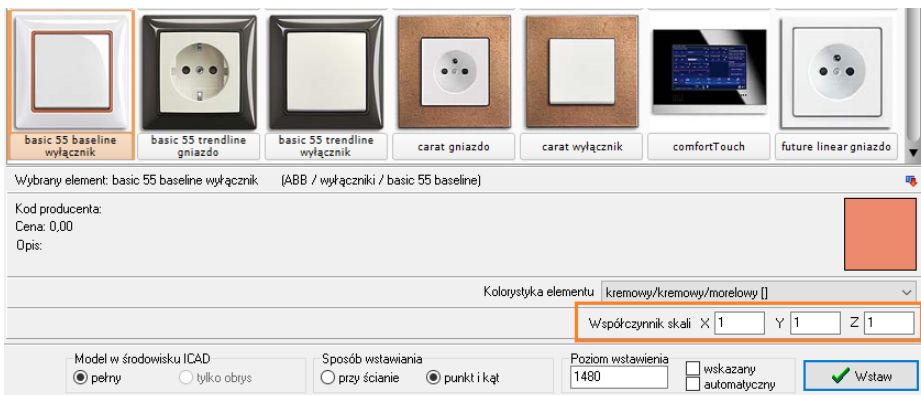 basic 55 baseline
wyłącznik
basic 55 trendline
gniazdo
basic 55 trendline
wyłącznik
carat gniazdo
carat wyłącznik
comfortTouch
future linear gniazdo
Wybrany element: basic 55 baseline wyłącznik (ABB / wyłączniki / basic 55 baseline)
Kod producenta:
Cena: 0,00
Opis:
Kolorystyka elementu kremowy/kremowy/morelowy []
Współczynnik skali X 1 Y 1 Z 1
Model w środowisku ICAD
pełny tylko obrys
Sposób wstawiania
przy ścianie punkt i kąt
Poziom wstawienia
1480
wskazany
automatyczny
Wstaw